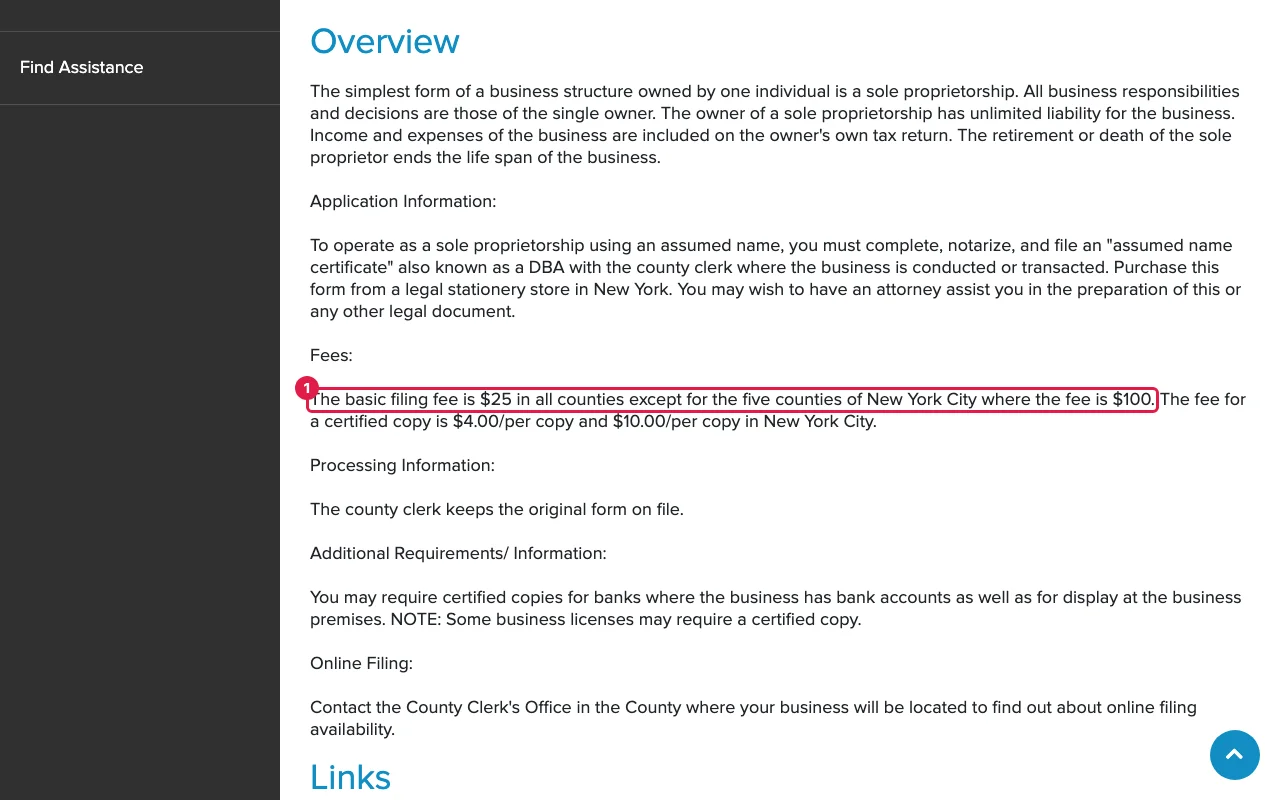 Find Assistance
Overview
The simplest form of a business structure owned by one individual is a sole proprietorship. All business responsibilities
and decisions are those of the single owner. The owner of a sole proprietorship has unlimited liability for the business.
Income and expenses of the business are included on the owner's own tax return. The retirement or death of the sole
proprietor ends the life span of the business.
Application Information:
To operate as a sole proprietorship using an assumed name, you must complete, notarize, and file an "assumed name
certificate" also known as a DBA with the county clerk where the business is conducted or transacted. Purchase this
form from a legal stationery store in New York. You may wish to have an attorney assist you in the preparation of this or
any other legal document.
Fees:
1
The basic filing fee is $25 in all counties except for the five counties of New York City where the fee is $100. The fee for
a certified copy is $4.00/per copy and $10.00/per copy in New York City.
Processing Information:
The county clerk keeps the original form on file.
Additional Requirements/ Information:
You may require certified copies for banks where the business has bank accounts as well as for display at the business
premises. NOTE: Some business licenses may require a certified copy.
Online Filing:
Contact the County Clerk's Office in the County where your business will be located to find out about online filing
availability.
Links